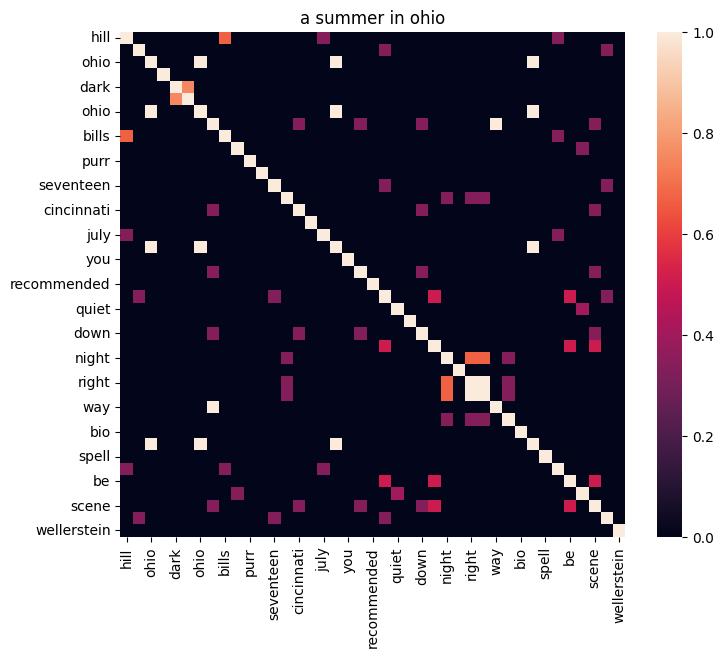 a summer in ohio
hill
ohio
dark
ohio
bills
purr
seventeen
cincinnati
july
you
recommended
quiet
down
night
right
way
bio
spell
be
scene
wellerstein
hill
ohio
dark
ohio
bills
purr
seventeen
cincinnati
july
you
recommended
quiet
down
night
right
way
bio
spell
be
scene
wellerstein
1.0
0.8
0.6
0.4
0.2
0.0